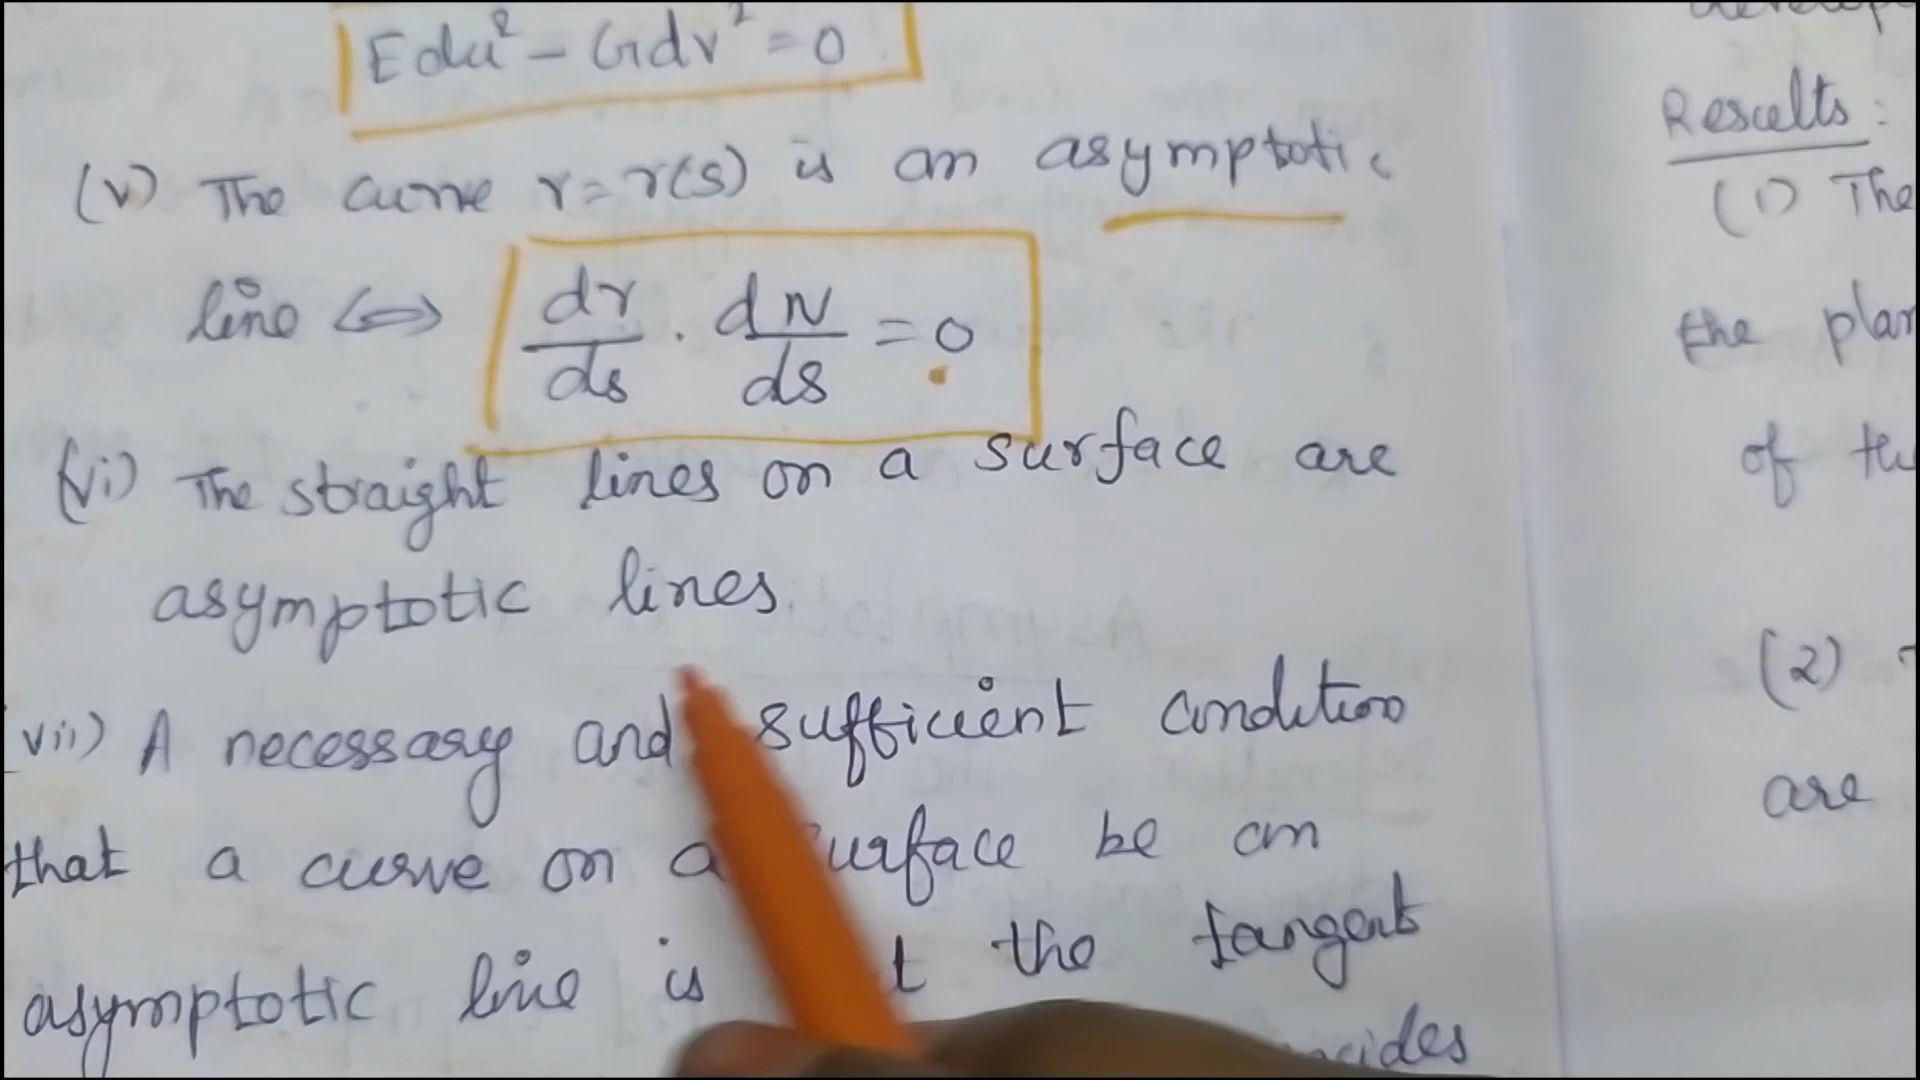 Edu² - Gdv² = 0
(v) The curve r = r(s) is an asymptotic
line ⇔ dr/ds . dN/ds = 0
(vi) The straight lines on a surface are
asymptotic lines.
vii) A necessary and sufficient condition
that a curve on a surface be an
asymptotic line is the tangent
Results:
(1) The
the
of
(2)
are